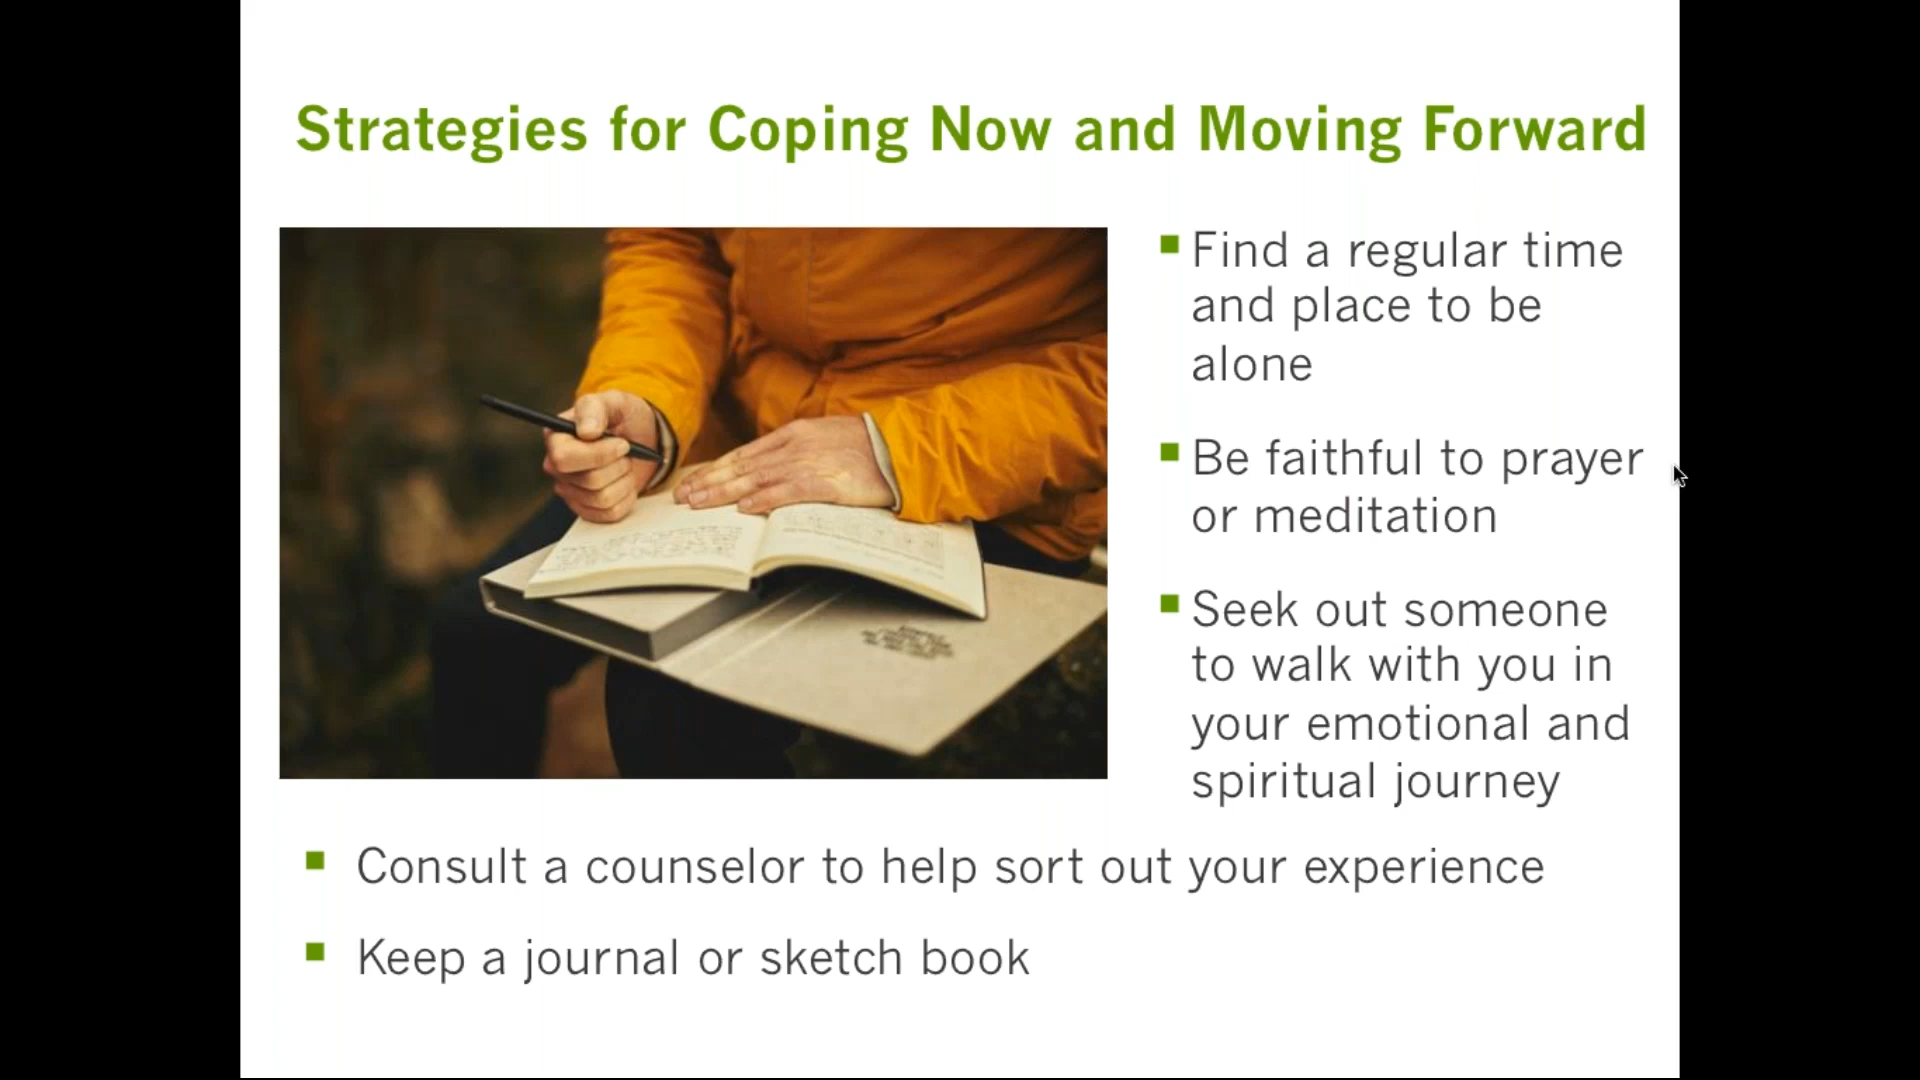 Strategies for Coping Now and Moving Forward
Find a regular time
and place to be
alone
Be faithful to prayer
or meditation
Seek out someone
to walk with you in
your emotional and
spiritual journey
Consult a counselor to help sort out your experience
Keep a journal or sketch book